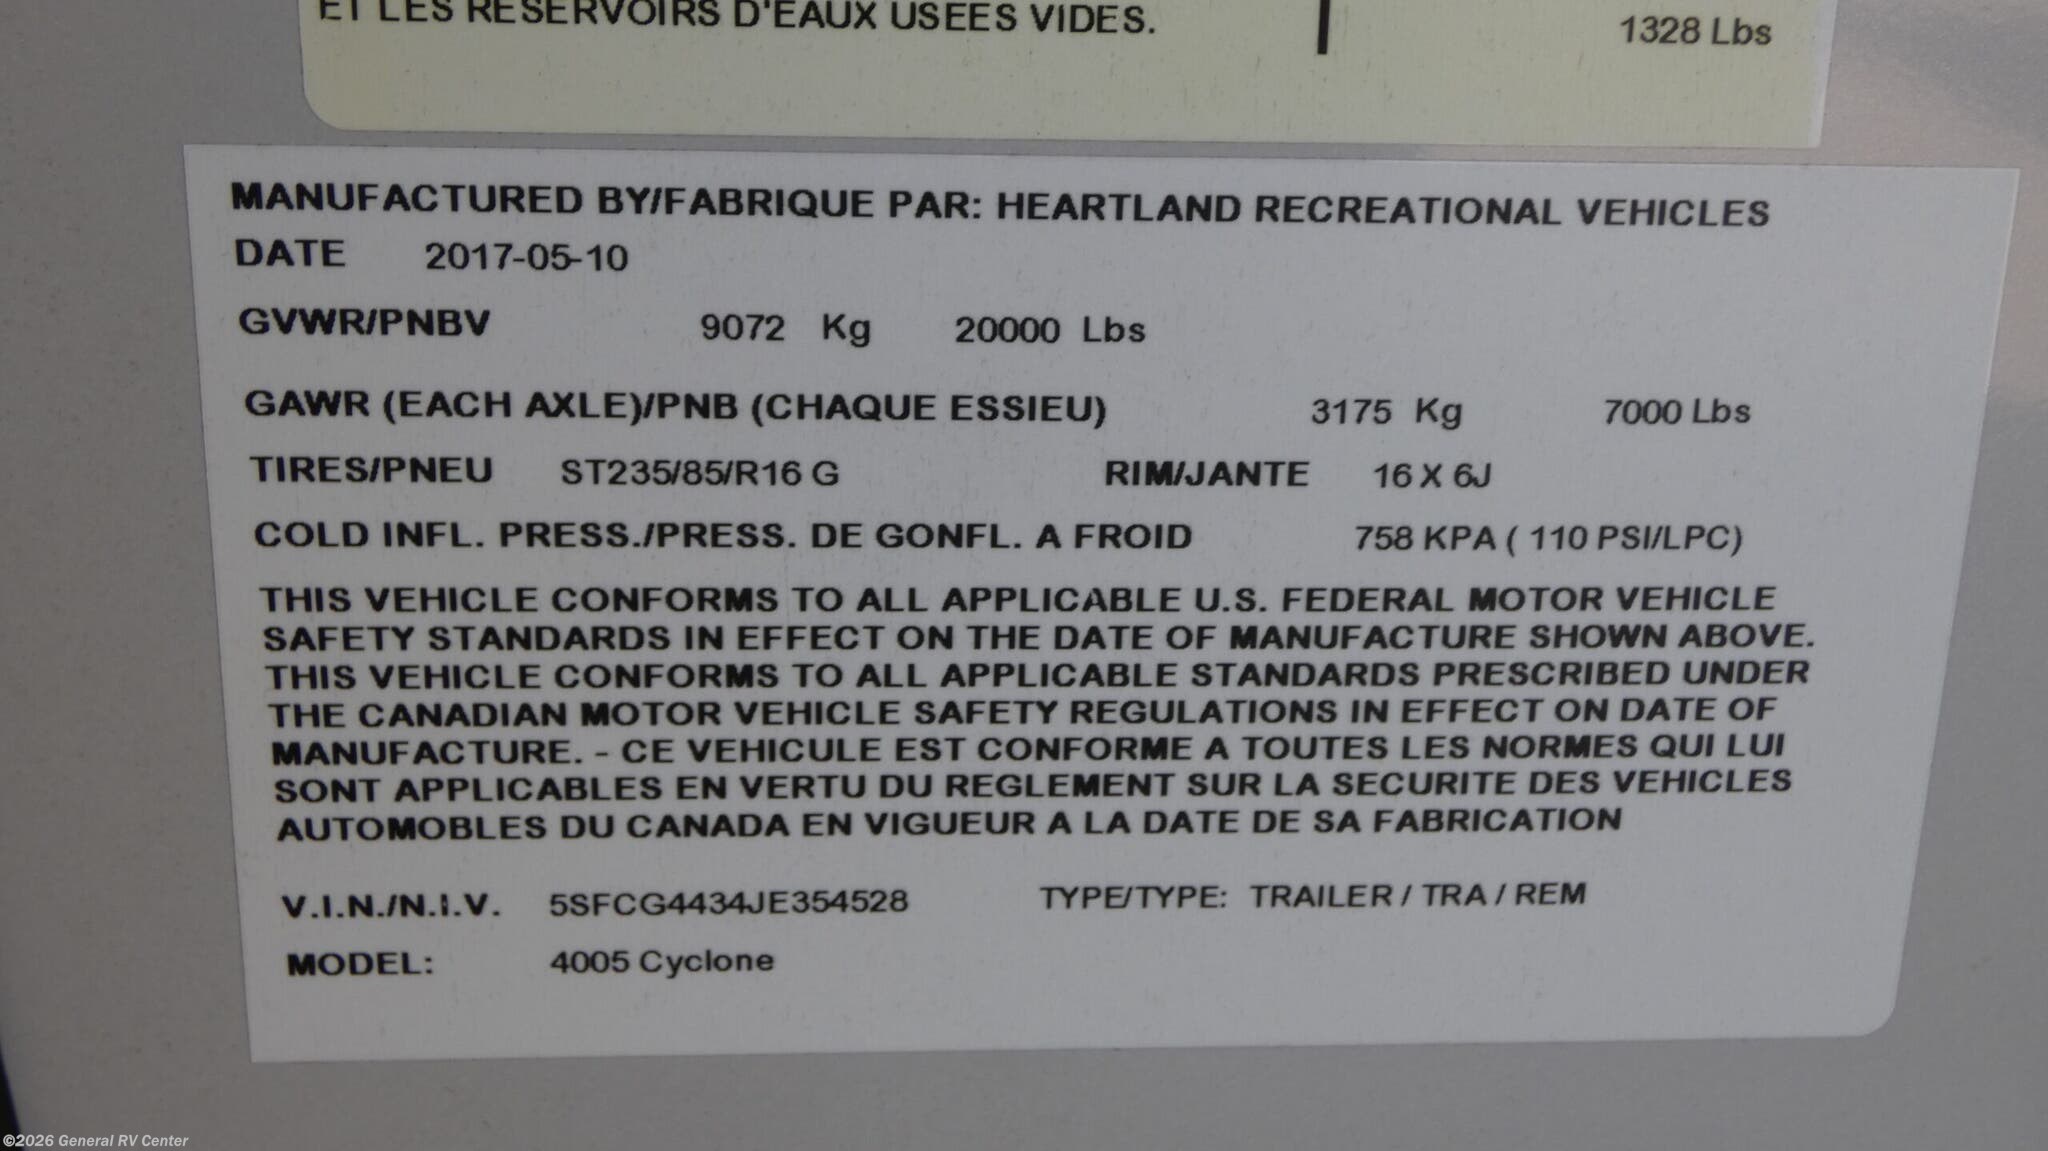 ET LES RESERVOIRS D'EAUX USEES VIDES.
1328 Lbs
MANUFACTURED BY/FABRIQUE PAR: HEARTLAND RECREATIONAL VEHICLES
DATE 2017-05-10
GVWR/PNBV 9072 Kg 20000 Lbs
GAWR (EACH AXLE)/PNB (CHAQUE ESSIEU) 3175 Kg 7000 Lbs
TIRES/PNEU ST235/85/R16 G RIM/JANTE 16 X 6J
COLD INFL. PRESS./PRESS. DE GONFL. A FROID 758 KPA ( 110 PSI/LPC)
THIS VEHICLE CONFORMS TO ALL APPLICABLE U.S. FEDERAL MOTOR VEHICLE
SAFETY STANDARDS IN EFFECT ON THE DATE OF MANUFACTURE SHOWN ABOVE.
THIS VEHICLE CONFORMS TO ALL APPLICABLE STANDARDS PRESCRIBED UNDER
THE CANADIAN MOTOR VEHICLE SAFETY REGULATIONS IN EFFECT ON DATE OF
MANUFACTURE. - CE VEHICULE EST CONFORME A TOUTES LES NORMES QUI LUI
SONT APPLICABLES EN VERTU DU REGLEMENT SUR LA SECURITE DES VEHICLES
AUTOMOBLES DU CANADA EN VIGUEUR A LA DATE DE SA FABRICATION
V.I.N./N.I.V. 5SFCG4434JE354528 TYPE/TYPE: TRAILER / TRA / REM
MODEL: 4005 Cyclone
©2026 General RV Center